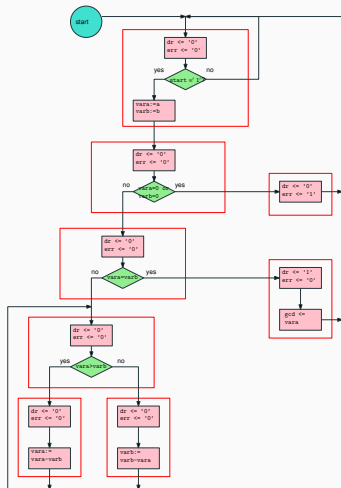 start
dr <= '0'
err <= '0'
yes
no
start ='1'?
vara:=a
varb:=b
dr <= '0'
err <= '0'
no
vara=0 or
yes
varb=0
dr <= '0'
err <= '1'
dr <= '0'
err <= '0'
no
vara=varb
yes
dr <= '1'
err <= '0'
gcd <=
vara
dr <= '0'
err <= '0'
yes
vara>varb
no
dr <= '0'
err <= '0'
dr <= '0'
err <= '0'
vara:=
vara-varb
varb:=
varb-vara